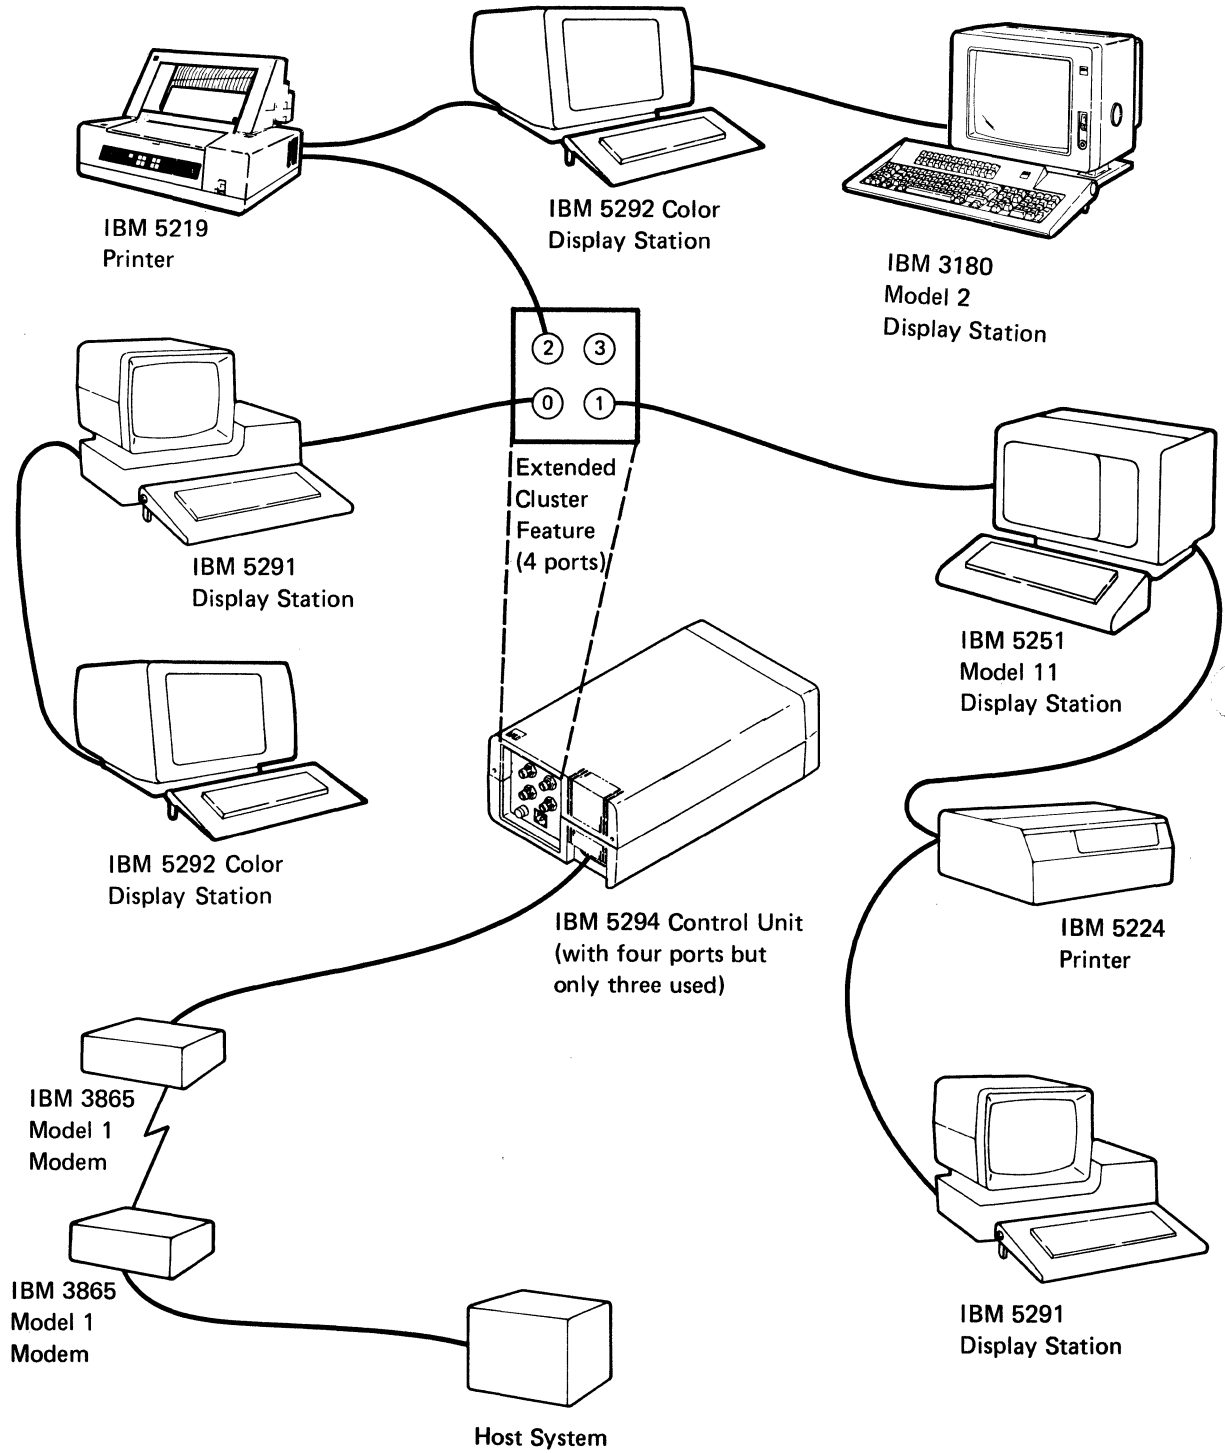 IBM 5219
Printer
IBM 5292 Color
Display Station
IBM 3180
Model 2
Display Station
2 3
0 1
Extended
Cluster
Feature
(4 ports)
IBM 5291
Display Station
IBM 5251
Model 11
Display Station
IBM 5292 Color
Display Station
IBM 5294 Control Unit
(with four ports but
only three used)
IBM 5224
Printer
IBM 3865
Model 1
Modem
IBM 3865
Model 1
Modem
IBM 5291
Display Station
Host System